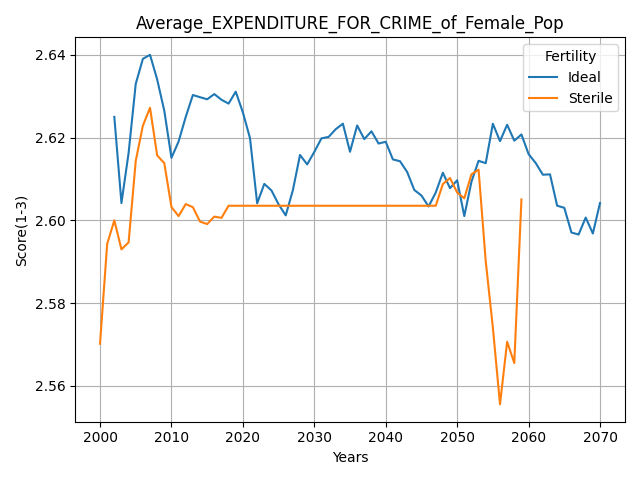 Average_EXPENDITURE_FOR_CRIME_of_Female_Pop
Fertility
Ideal
Sterile
Score(1-3)
2.64
2.62
2.60
2.58
2.56
2000 2010 2020 2030 2040 2050 2060 2070
Years